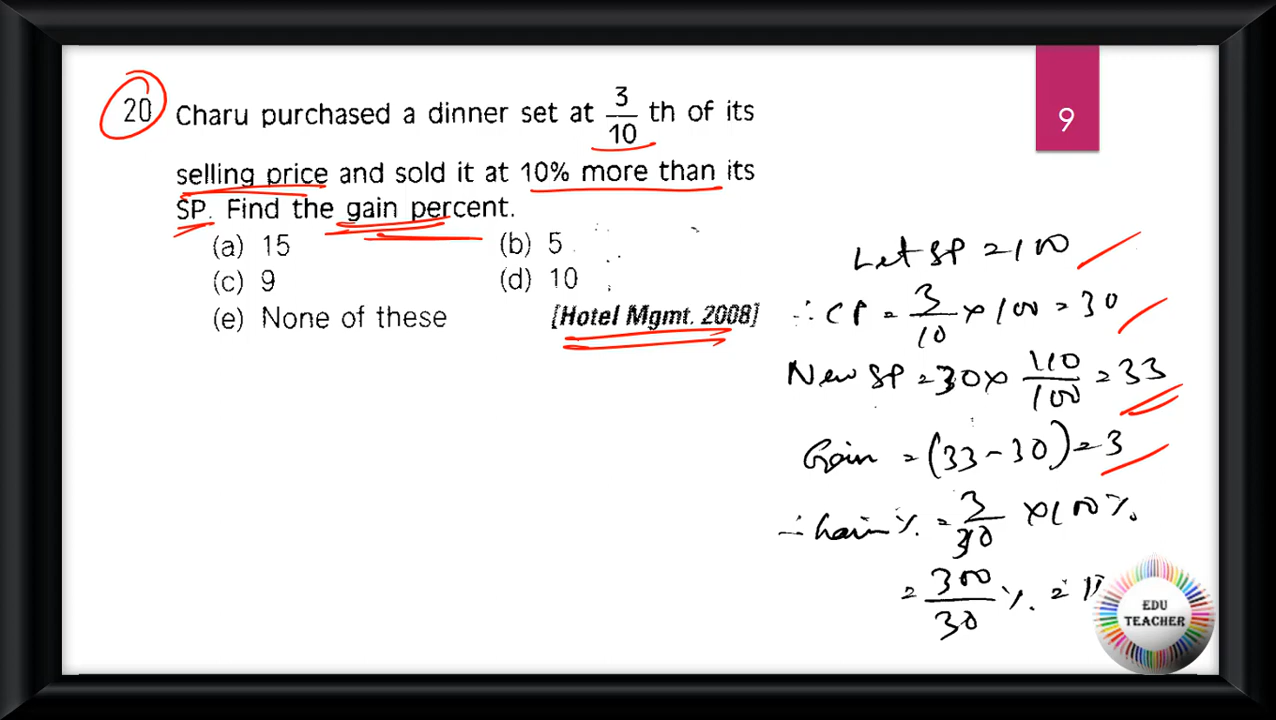 9
20 Charu purchased a dinner set at 3/10 th of its
selling price and sold it at 10% more than its
SP. Find the gain percent.
(a) 15 (b) 5
(c) 9 (d) 10
(e) None of these [Hotel Mgmt. 2008]
Let SP = 100
∴ CP = 3/10 × 100 = 30
New SP = 30 × 110/100 = 33
Gain = (33 - 30) = 3
∴ Gain % = 3/30 × 100 %
= 300/30 % =
EDU
TEACHER